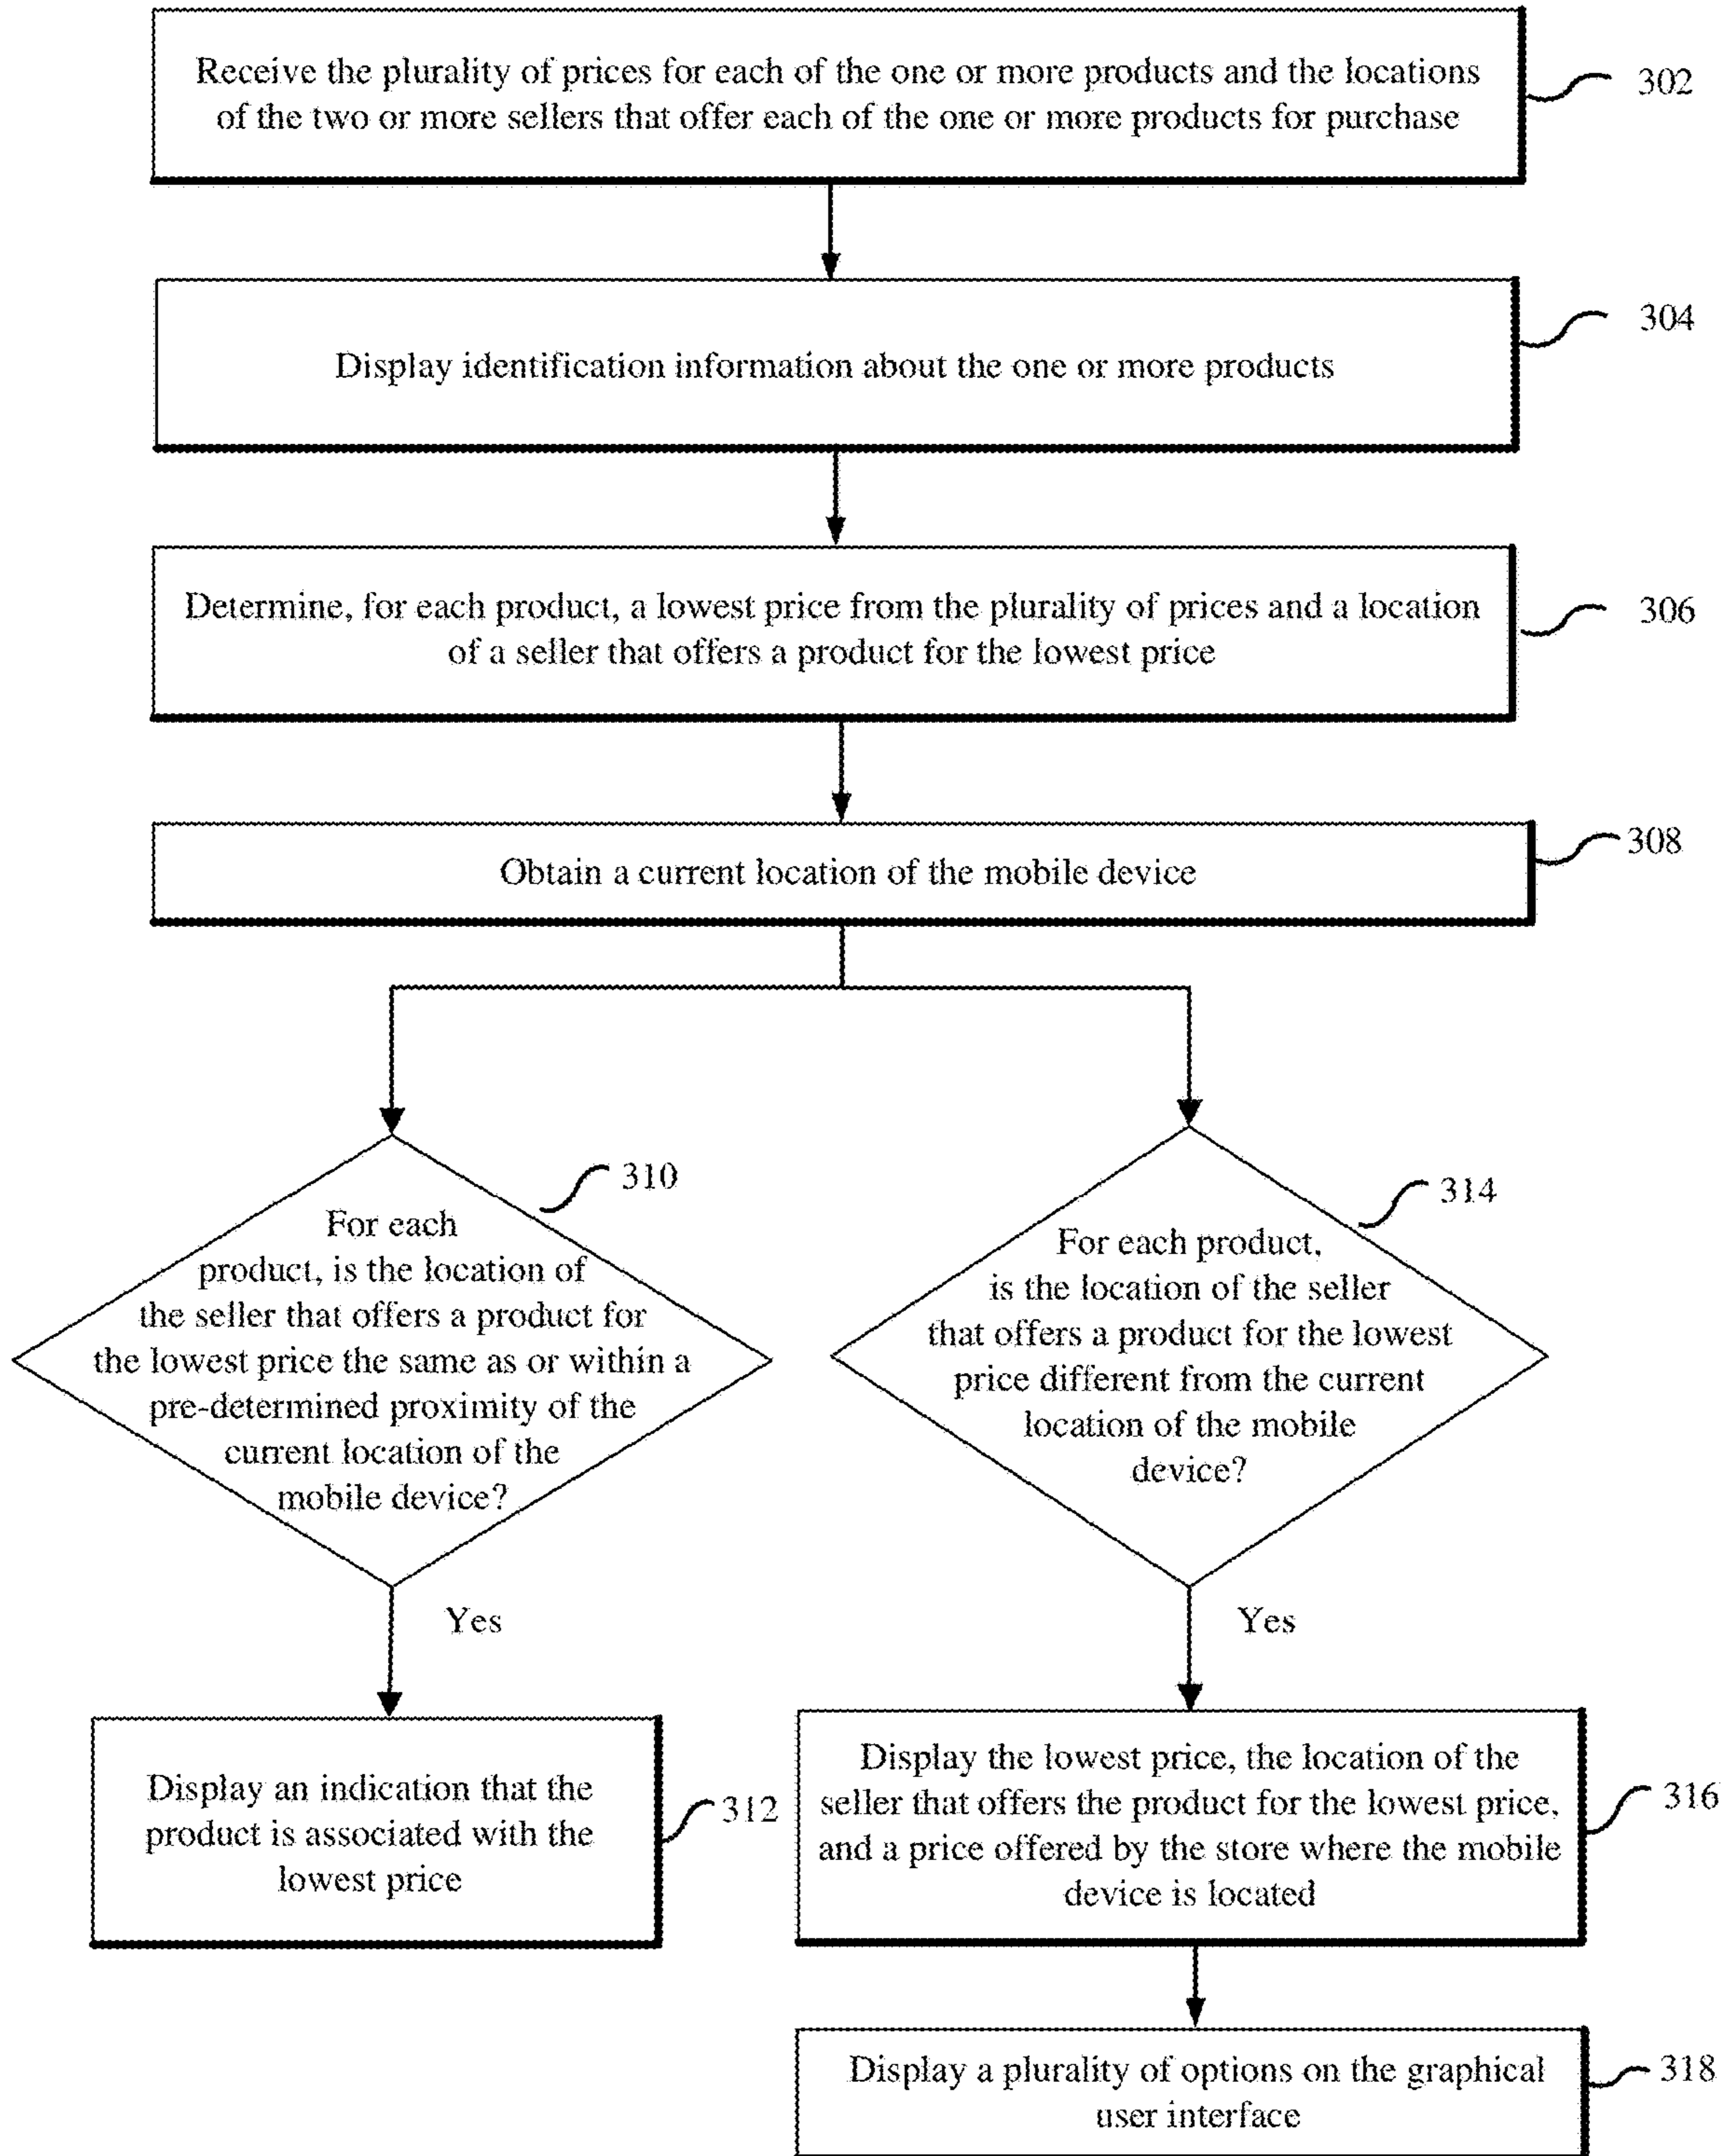 Receive the plurality of prices for each of the one or more products and the locations
of the two or more sellers that offer each of the one or more products for purchase
302
304
Display identification information about the one or more products
Determine, for each product, a lowest price from the plurality of prices and a location
of a seller that offers a product for the lowest price
306
Obtain a current location of the mobile device
308
310
For each
product, is the location of
the seller that offers a product for
the lowest price the same as or within a
pre-determined proximity of the
current location of the
mobile device?
314
For each product,
is the location of the seller
that offers a product for the lowest
price different from the current
location of the mobile
device?
Yes
Yes
Display an indication that the
product is associated with the
lowest price
312
Display the lowest price, the location of the
seller that offers the product for the lowest price,
and a price offered by the store where the mobile
device is located
316
Display a plurality of options on the graphical
user interface
318